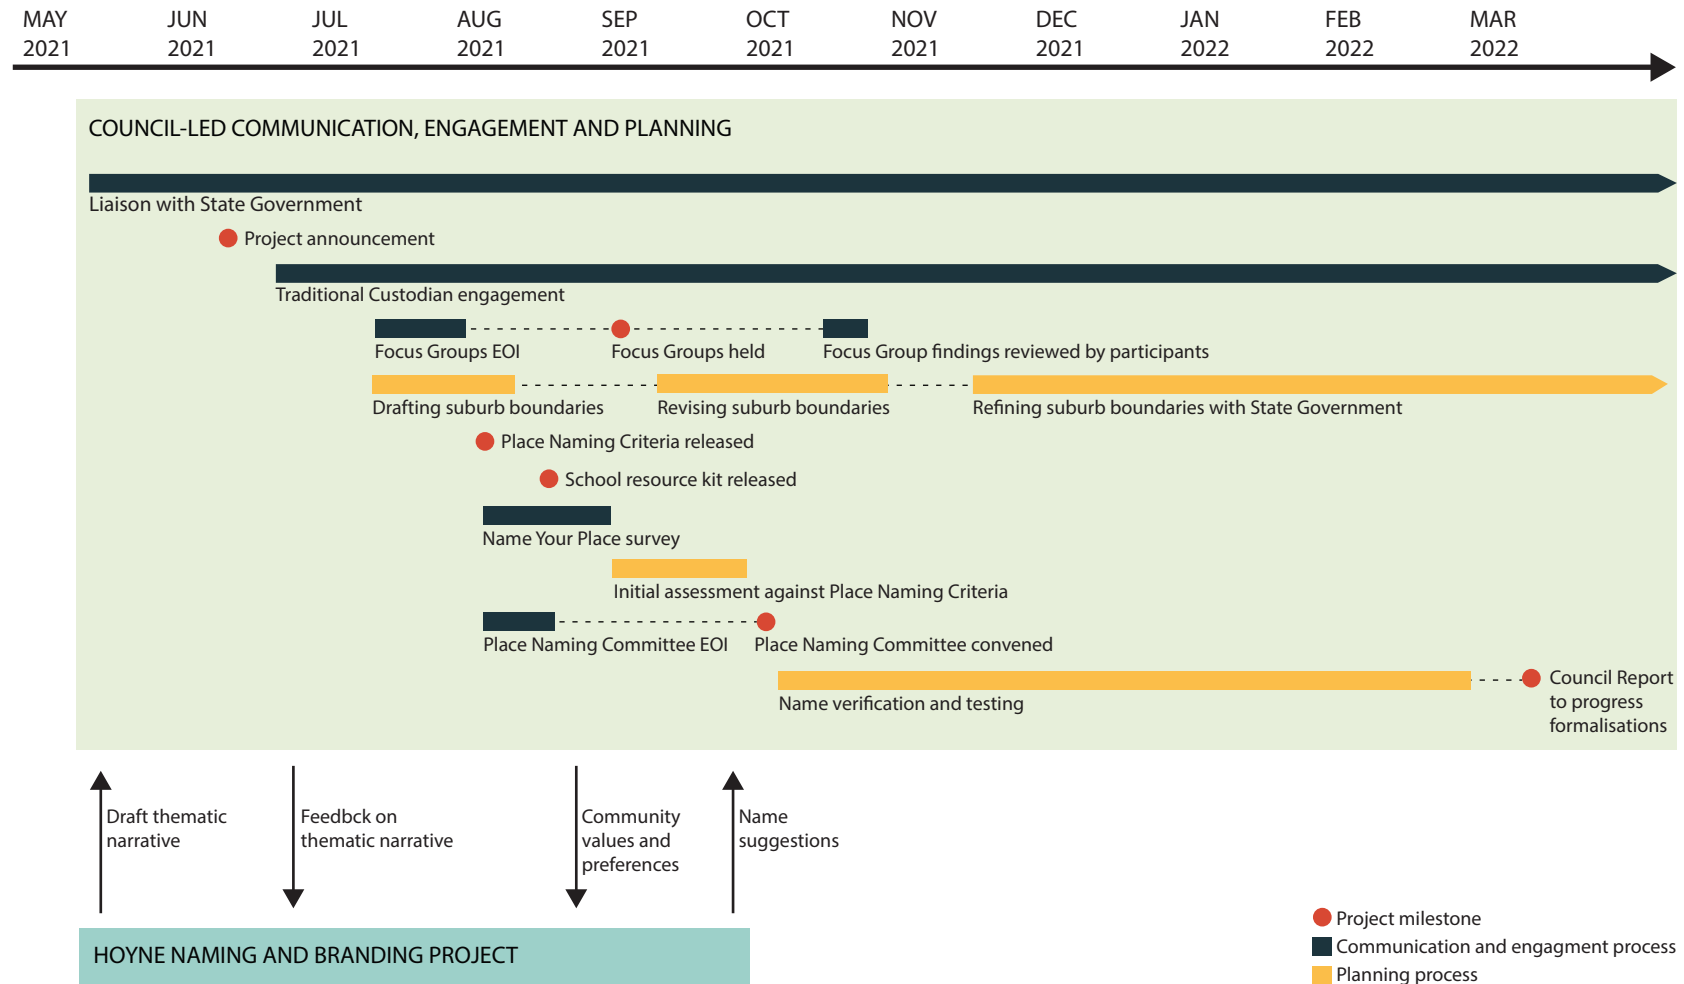 MAY JUN JUL AUG SEP OCT NOV DEC JAN FEB MAR
2021 2021 2021 2021 2021 2021 2021 2021 2022 2022 2022
COUNCIL-LED COMMUNICATION, ENGAGEMENT AND PLANNING
Liaison with State Government
Project announcement
Traditional Custodian engagement
Focus Groups EOI Focus Groups held Focus Group findings reviewed by participants
Drafting suburb boundaries Revising suburb boundaries Refining suburb boundaries with State Government
Place Naming Criteria released
School resource kit released
Name Your Place survey
Initial assessment against Place Naming Criteria
Place Naming Committee EOI Place Naming Committee convened
Name verification and testing
Council Report
to progress
formalisations
Draft thematic
narrative
Feedbck on
thematic narrative
Community
values and
preferences
Name
suggestions
HOYNE NAMING AND BRANDING PROJECT
Project milestone
Communication and engagment process
Planning process